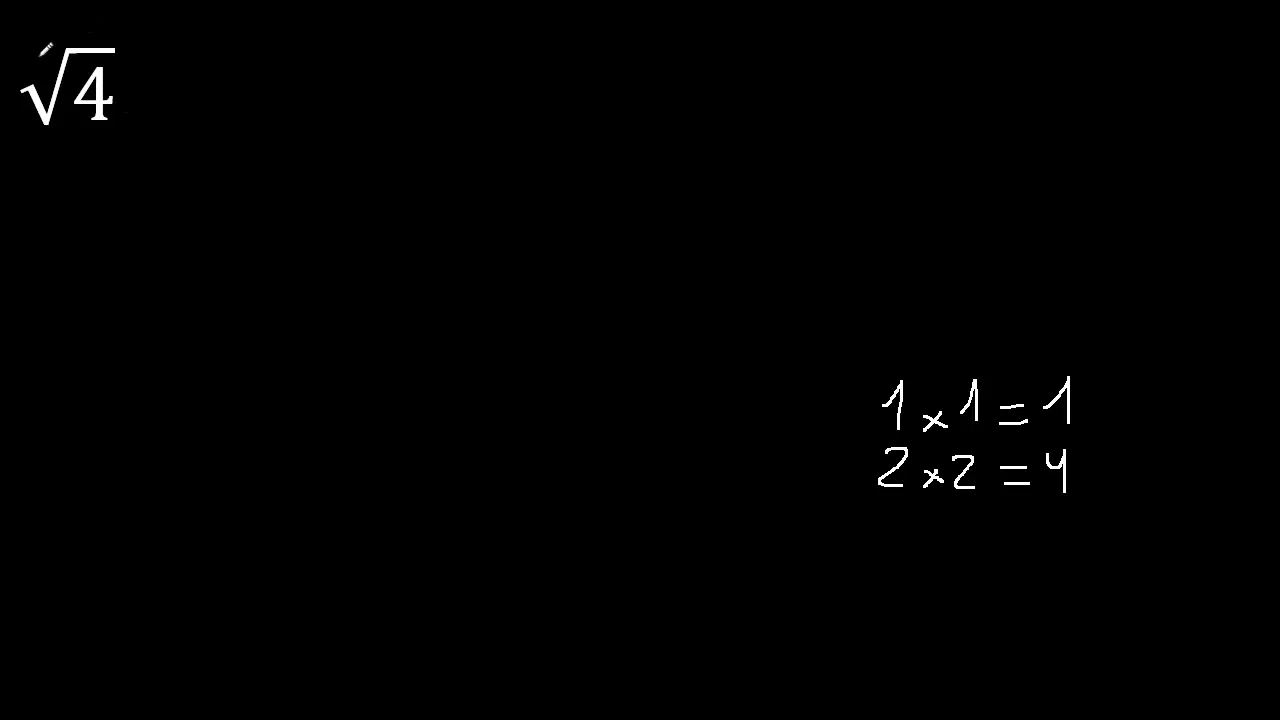 √4
1 × 1 = 1
2 × 2 = 4